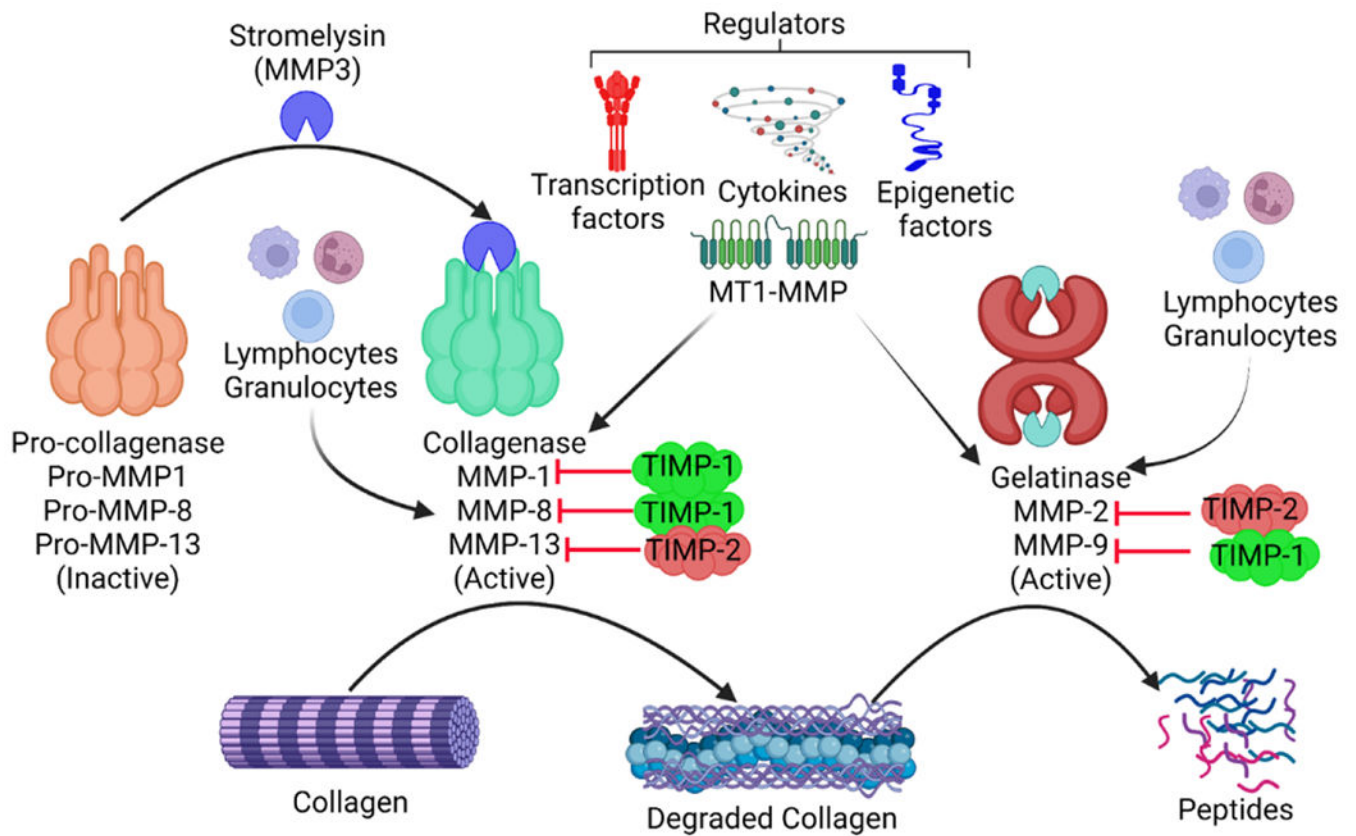 Stromelysin
(MMP3)
Regulators
Transcription
factors
Cytokines
Epigenetic
factors
MT1-MMP
Lymphocytes
Granulocytes
Lymphocytes
Granulocytes
Pro-collagenase
Pro-MMP1
Pro-MMP-8
Pro-MMP-13
(Inactive)
Collagenase
MMP-1
MMP-8
MMP-13
(Active)
TIMP-1
TIMP-1
TIMP-2
Gelatinase
MMP-2
MMP-9
(Active)
TIMP-2
TIMP-1
Collagen
Degraded Collagen
Peptides